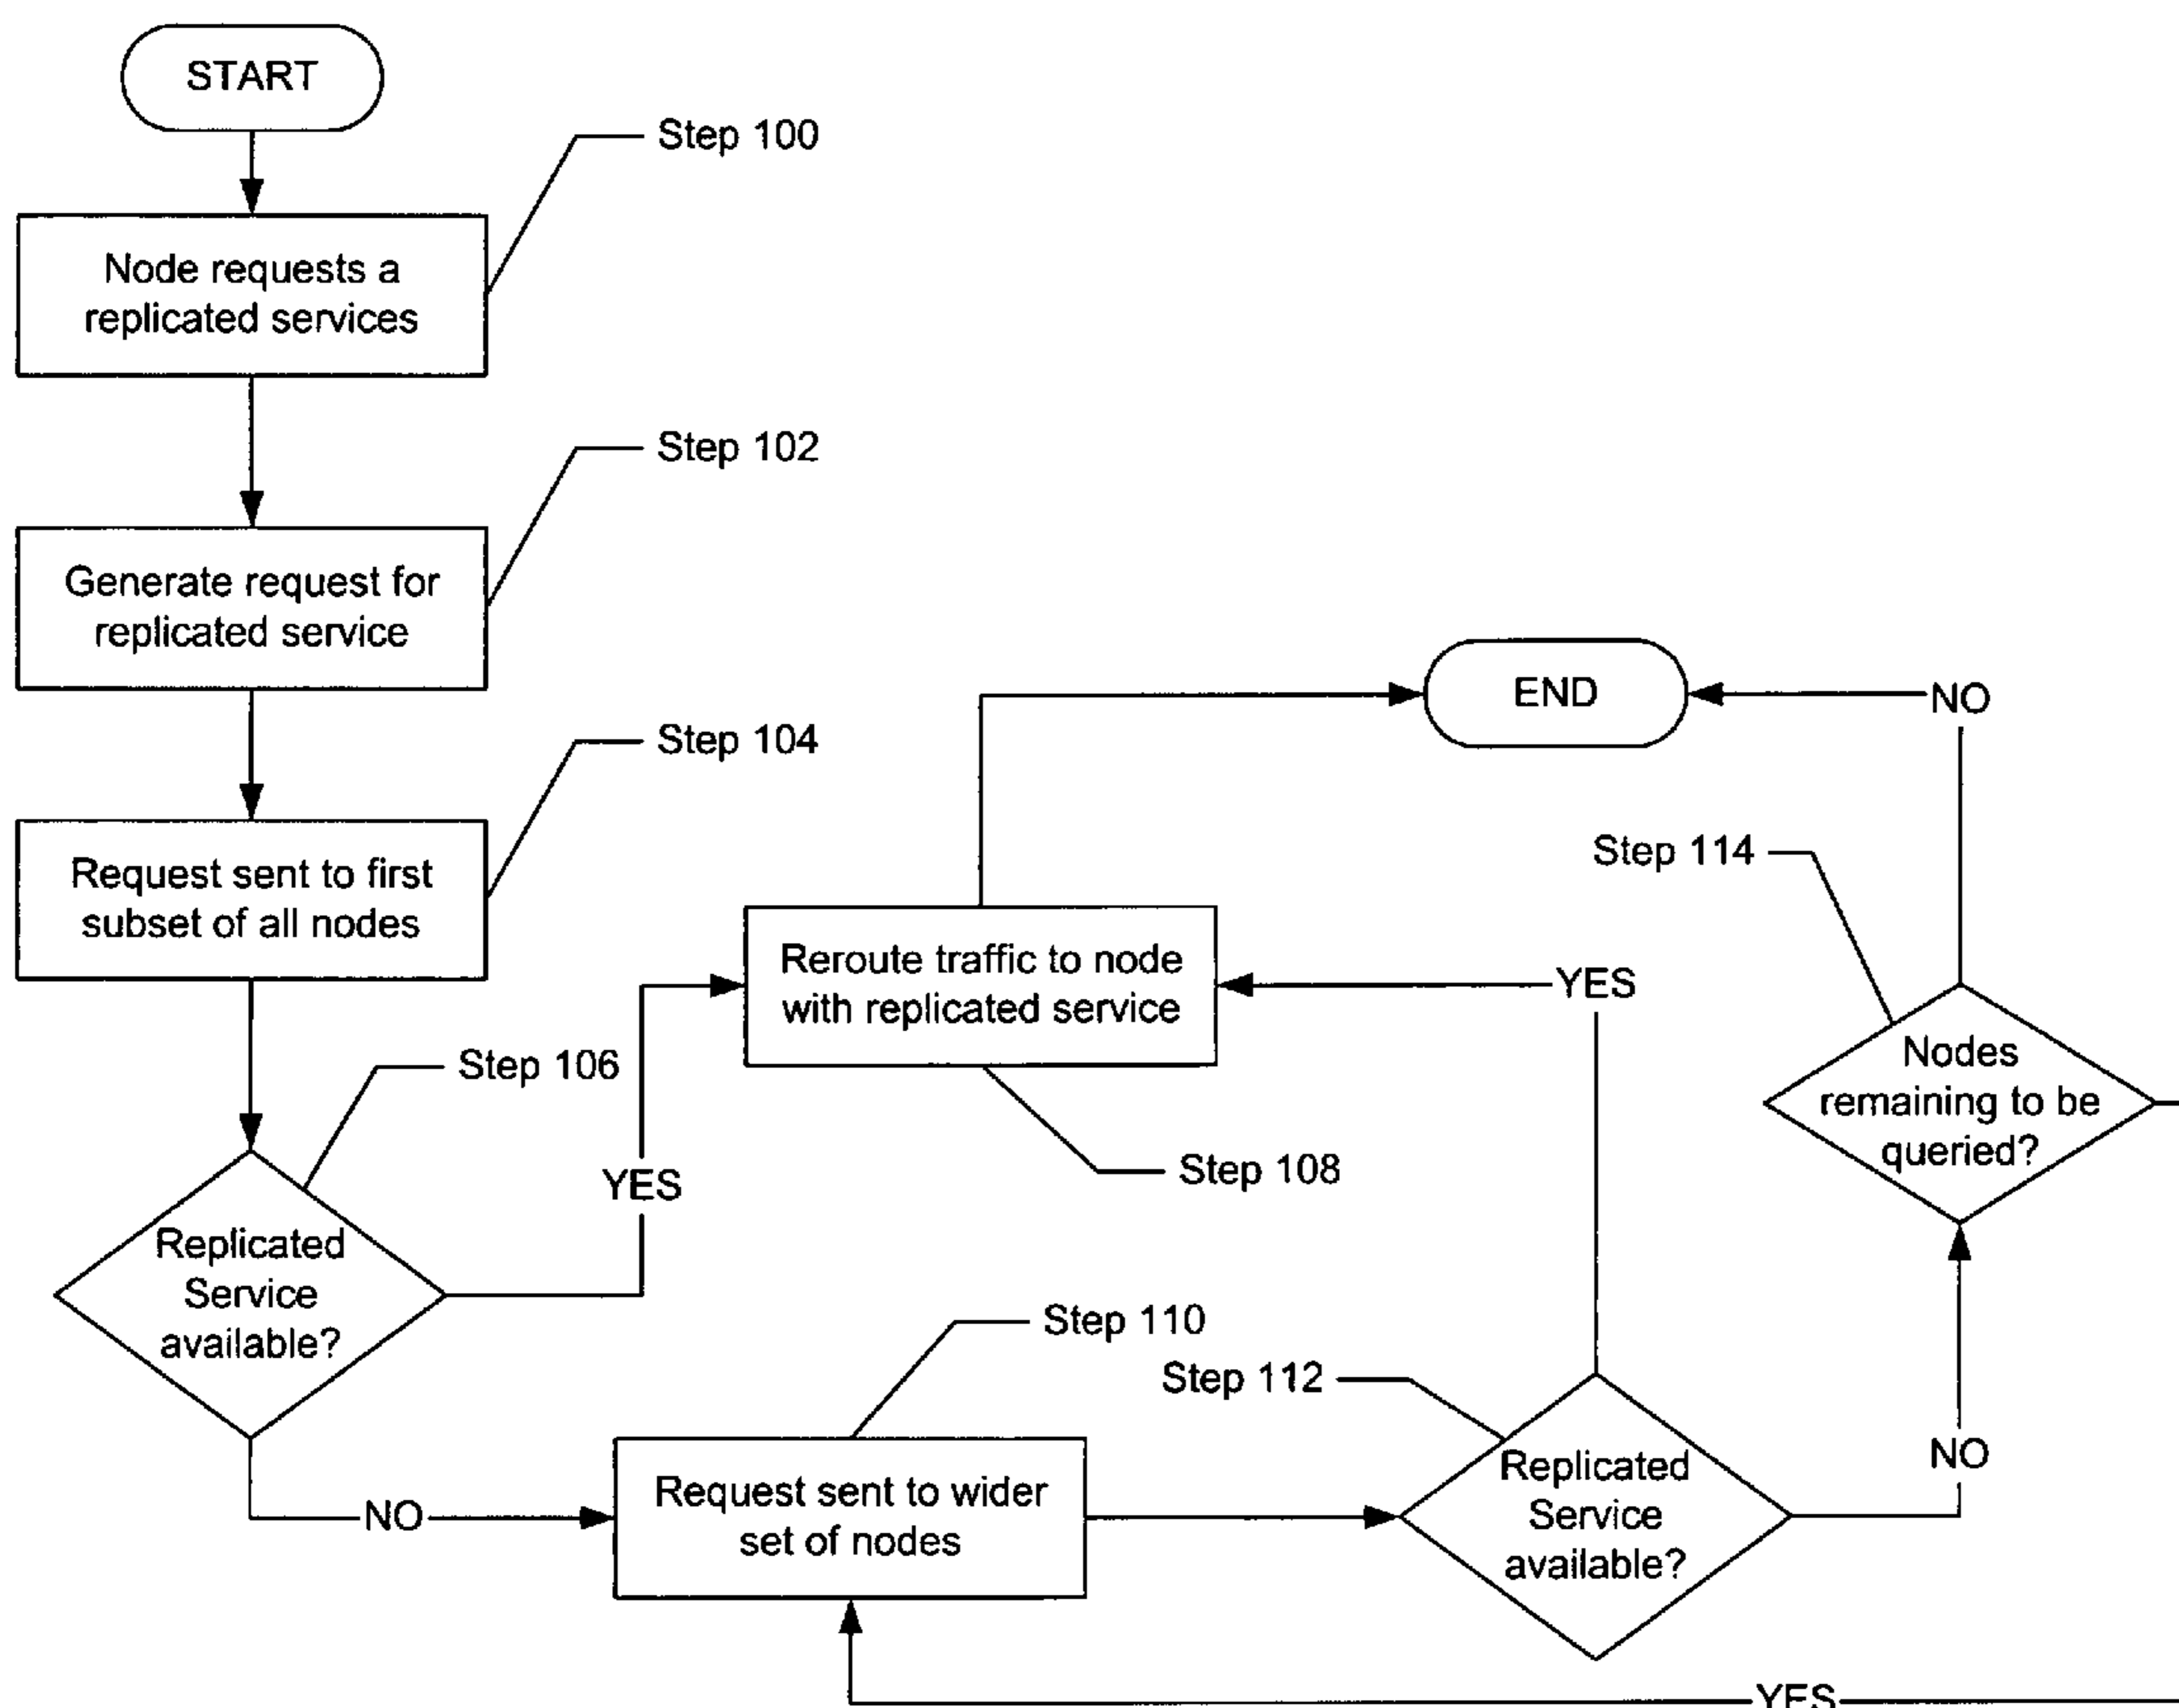 START
Step 100
Node requests a
replicated services
Step 102
Generate request for
replicated service
Step 104
Request sent to first
subset of all nodes
Step 106
Replicated
Service
available?
YES
NO
Reroute traffic to node
with replicated service
Step 108
END
Step 110
Request sent to wider
set of nodes
Step 112
Replicated
Service
available?
YES
NO
Step 114
Nodes
remaining to be
queried?
NO
YES